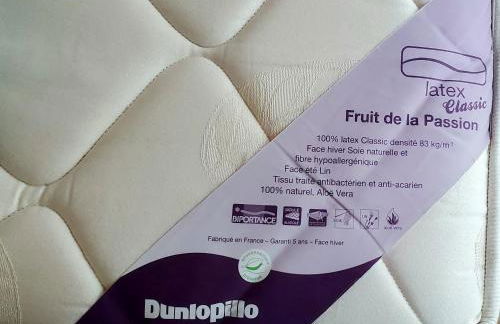 latex
Classic
Fruit de la Passion
100% latex Classic densité 83 kg/m³
Face hiver Soie naturelle et
fibre hypoallergénique
Face été Lin
Tissu traité antibactérien et anti-acarien
100% naturel, Aloe Vera
BIPORTANCE
ALOE VERA
Fabriqué en France – Garanti 5 ans – Face hiver
Dunlopillo